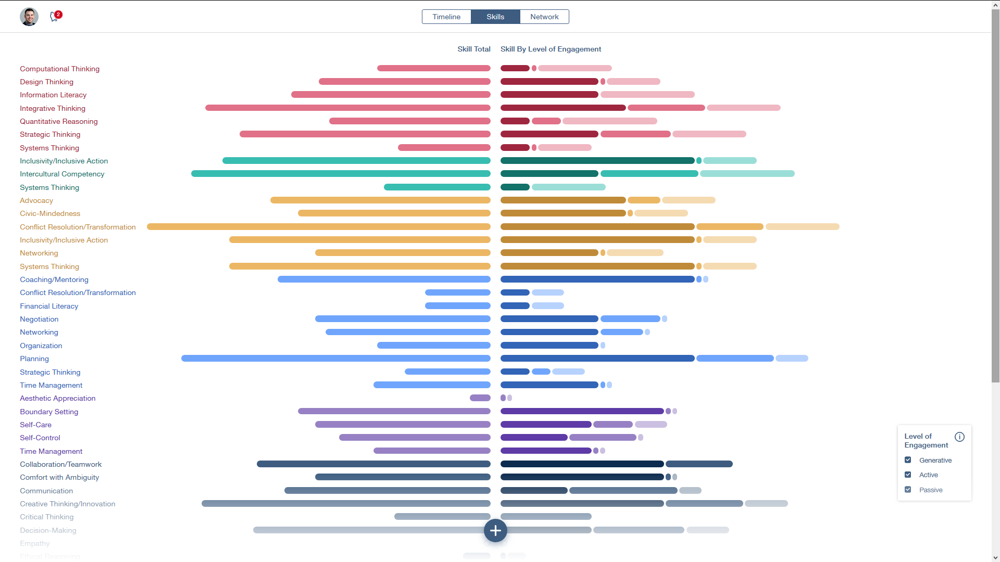 2
Timeline
Skills
Network
Skill Total
Skill By Level of Engagement
Computational Thinking
Design Thinking
Information Literacy
Integrative Thinking
Quantitative Reasoning
Strategic Thinking
Systems Thinking
Inclusivity/Inclusive Action
Intercultural Competency
Systems Thinking
Advocacy
Civic-Mindedness
Conflict Resolution/Transformation
Inclusivity/Inclusive Action
Networking
Systems Thinking
Coaching/Mentoring
Conflict Resolution/Transformation
Financial Literacy
Negotiation
Networking
Organization
Planning
Strategic Thinking
Time Management
Aesthetic Appreciation
Boundary Setting
Self-Care
Self-Control
Time Management
Collaboration/Teamwork
Comfort with Ambiguity
Communication
Creative Thinking/Innovation
Critical Thinking
Decision-Making
Empathy
Ethical Reasoning
Level of
Engagement
Generative
Active
Passive